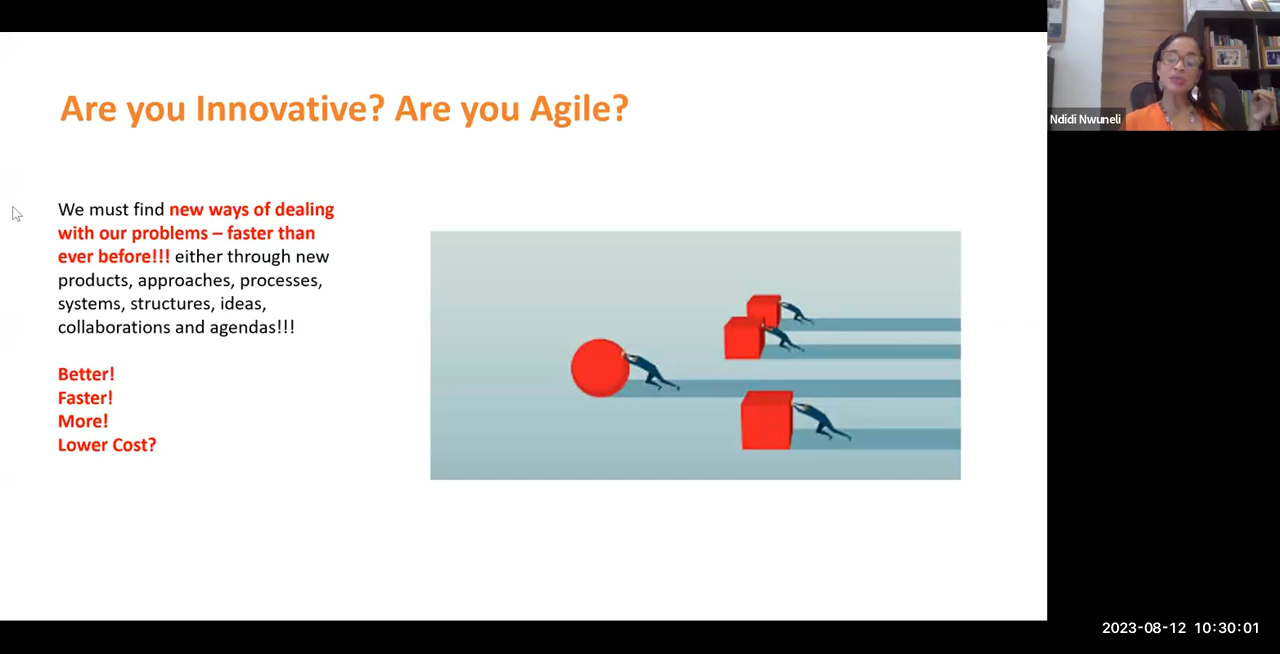 Are you Innovative? Are you Agile?
We must find new ways of dealing
with our problems – faster than
ever before!!! either through new
products, approaches, processes,
systems, structures, ideas,
collaborations and agendas!!!
Better!
Faster!
More!
Lower Cost?
Ndidi Nwuneli
2023-08-12 10:30:01